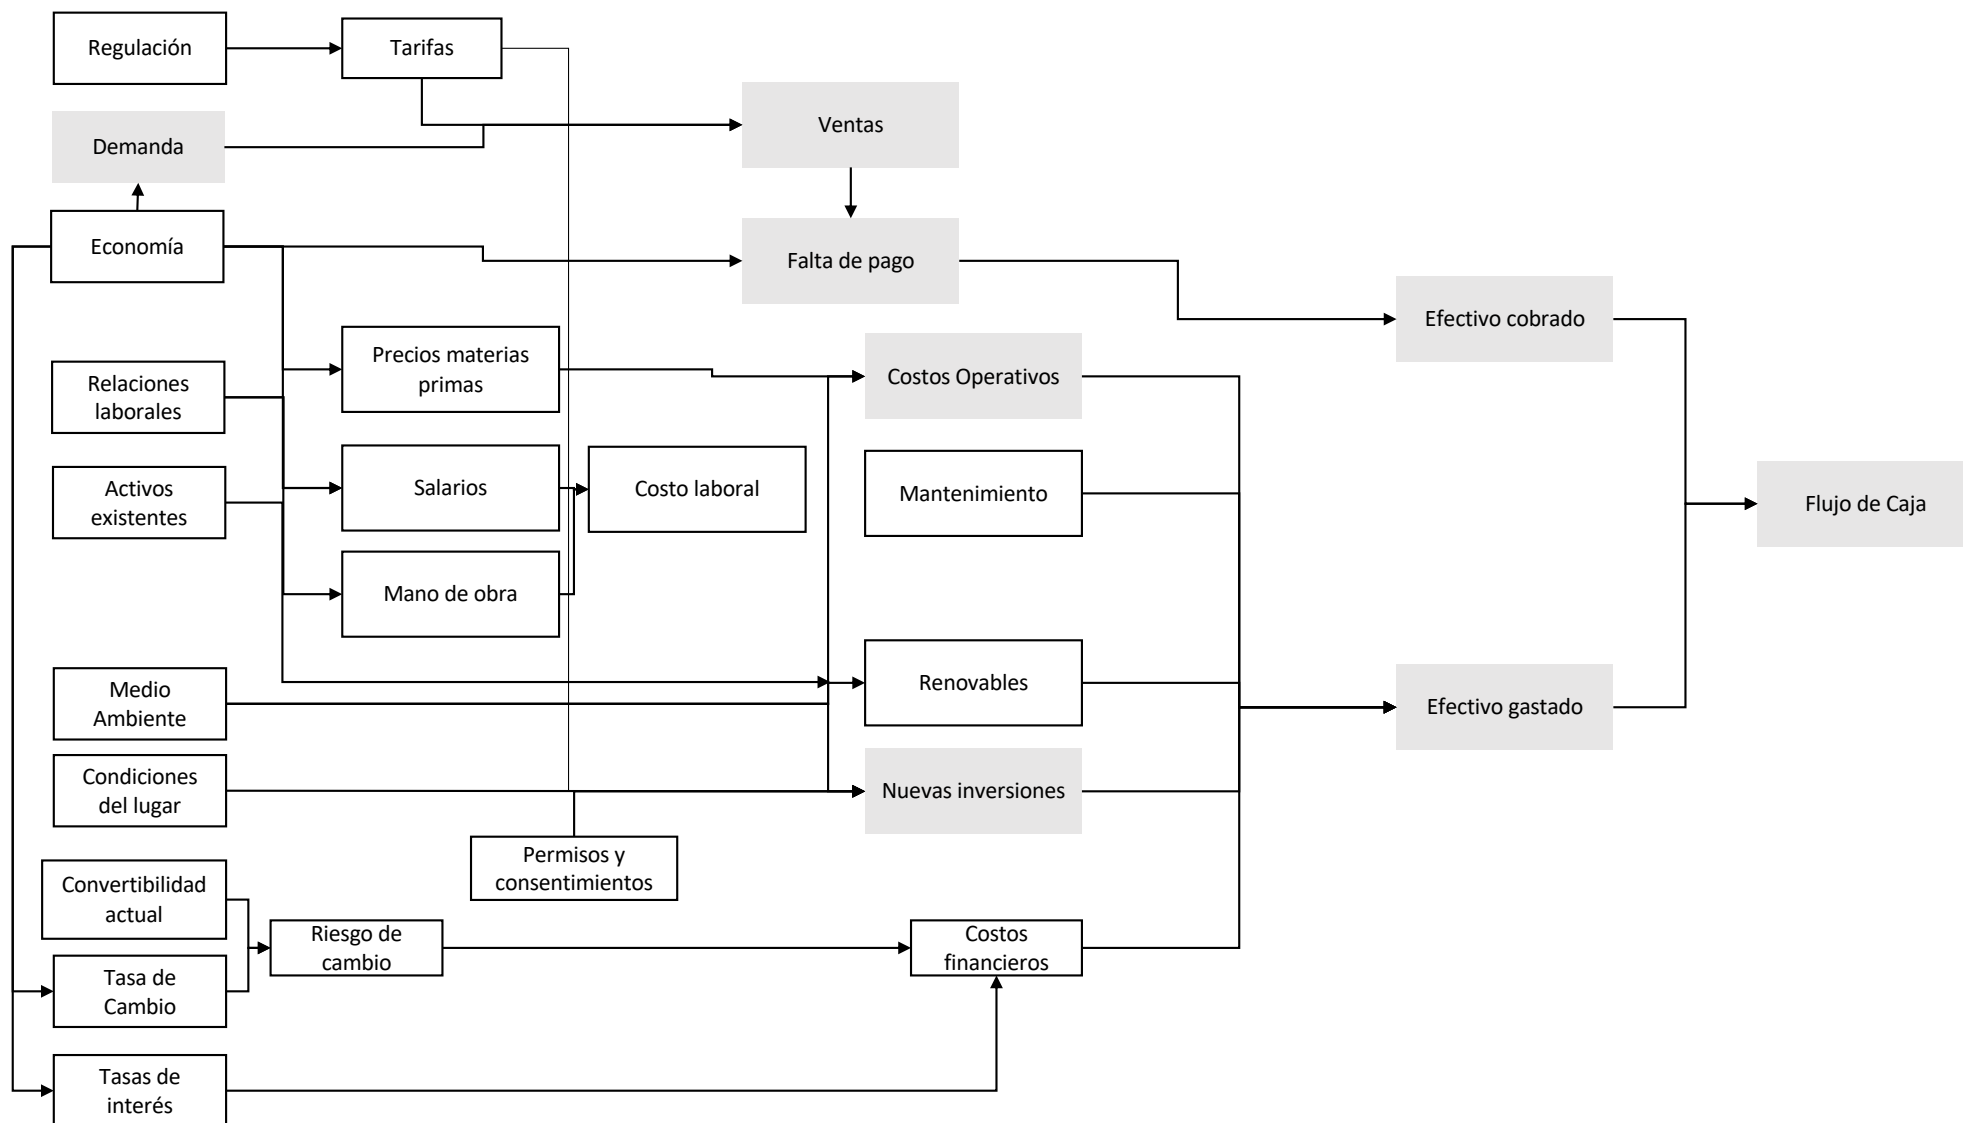 Regulación
Tarifas
Demanda
Ventas
Economía
Falta de pago
Efectivo cobrado
Precios materias
primas
Costos Operativos
Relaciones
laborales
Salarios
Costo laboral
Mantenimiento
Activos
existentes
Flujo de Caja
Mano de obra
Medio
Ambiente
Renovables
Efectivo gastado
Condiciones
del lugar
Nuevas inversiones
Permisos y
consentimientos
Convertibilidad
actual
Riesgo de
cambio
Costos
financieros
Tasa de
Cambio
Tasas de
interés